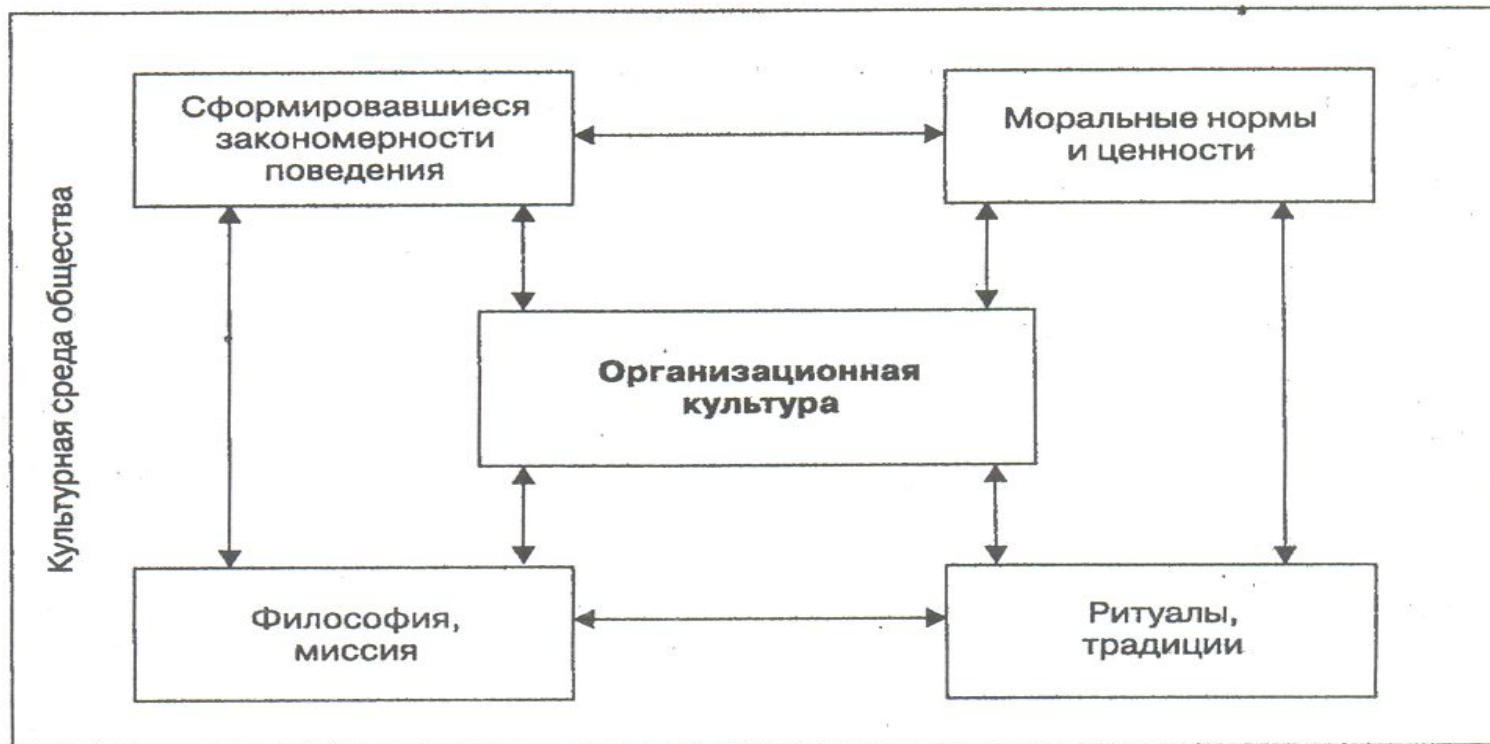 Культурная среда общества
Сформировавшиеся
закономерности
поведения
Моральные нормы
и ценности
Организационная
культура
Философия,
миссия
Ритуалы,
традиции